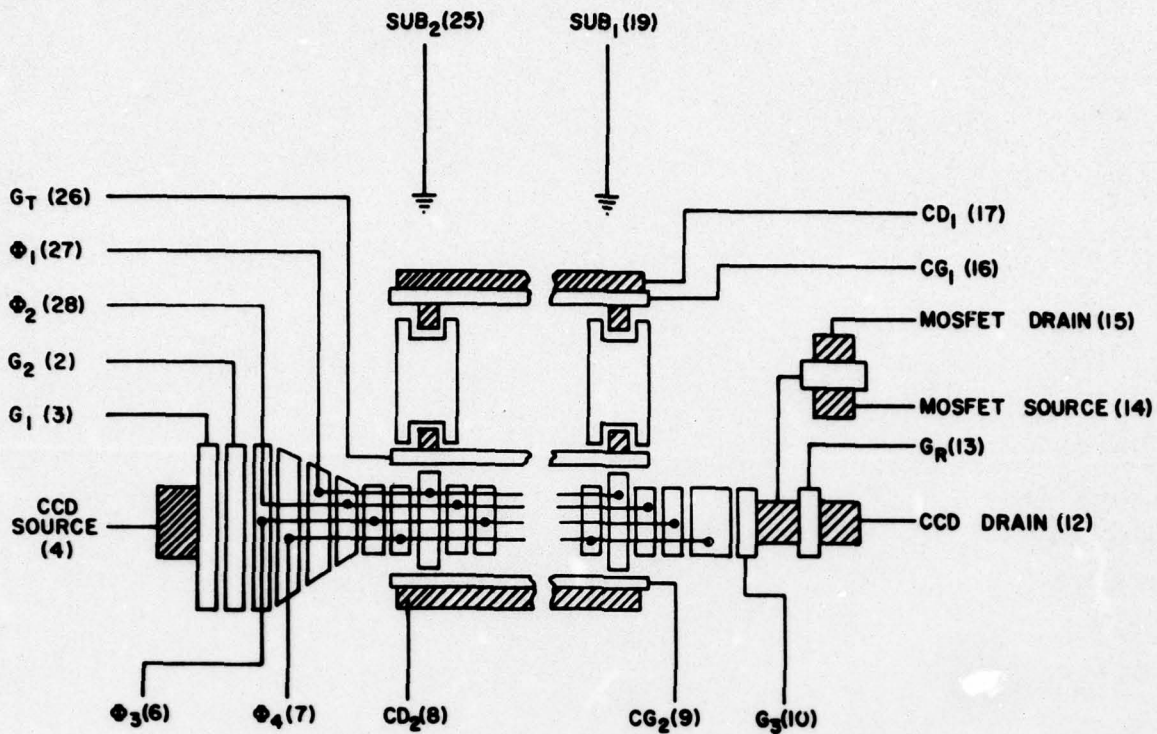 SUB₂(25)
SUB₁(19)
G_T (26)
Φ₁(27)
Φ₂(28)
G₂ (2)
G₁ (3)
CCD
SOURCE
(4)
CD₁ (17)
CG₁ (16)
MOSFET DRAIN (15)
MOSFET SOURCE (14)
G_R(13)
CCD DRAIN (12)
Φ₃(6)
Φ₄(7)
CD₂(8)
CG₂(9)
G₃(10)